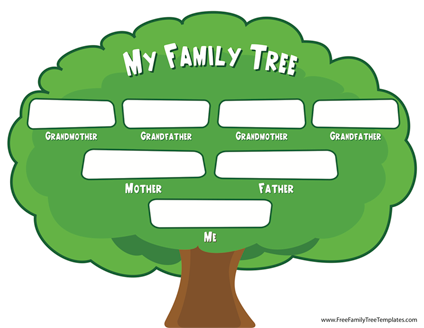 My Family Tree
Grandmother Grandfather Grandmother Grandfather
Mother Father
Me
www.FreeFamilyTreeTemplates.com